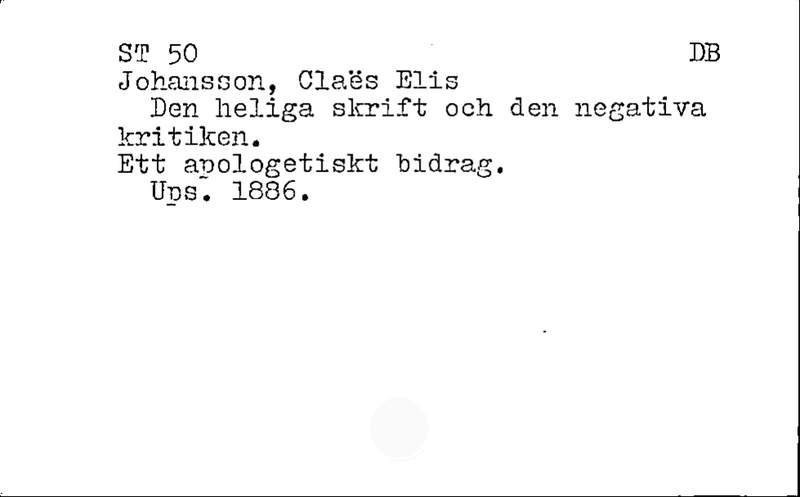 ST 50 DB
Johansson, Claës Elis
Den heliga skrift och den negativa
kritiken.
Ett apologetiskt bidrag.
Ups. 1886.